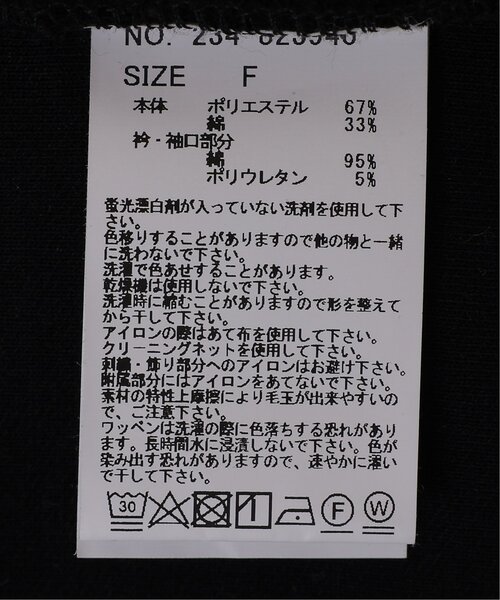 NO. 234 825940
SIZE F
本体 ポリエステル 67%
綿 33%
衿・袖口部分
綿 95%
ポリウレタン 5%
蛍光漂白剤が入っていない洗剤を使用して下
さい。
色移りすることがありますので他の物と一緒
に洗わないで下さい。
洗濯で色あせすることがあります。
乾燥機は使用しないで下さい。
洗濯時に縮むことがありますので形を整えて
から干して下さい。
アイロンの際はあて布を使用して下さい。
クリーニングネットを使用して下さい。
刺繍・飾り部分へのアイロンはお避け下さい。
附属部分にはアイロンをあてないで下さい。
素材の特性上摩擦により毛玉が出来やすいの
で、ご注意下さい。
ワッペンは洗濯の際に色落ちする恐れがあり
ます。長時間水に浸漬しないで下さい。色が
染み出す恐れがありますので、速やかに濯い
で干して下さい。
30 F W